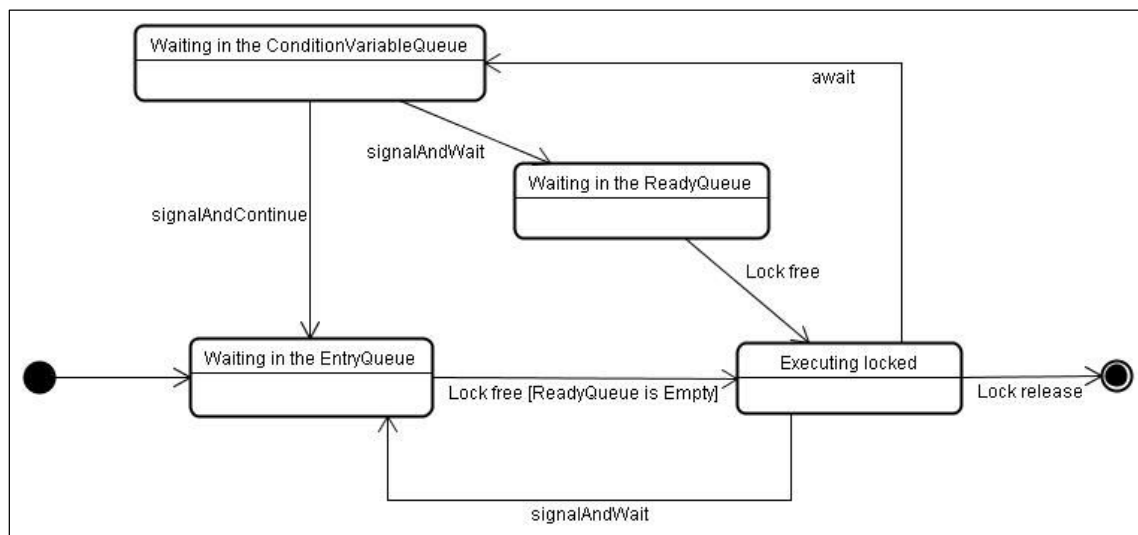 Waiting in the ConditionVariableQueue
await
signalAndWait
Waiting in the ReadyQueue
signalAndContinue
Lock free
Waiting in the EntryQueue
Executing locked
Lock free [ReadyQueue is Empty]
Lock release
signalAndWait